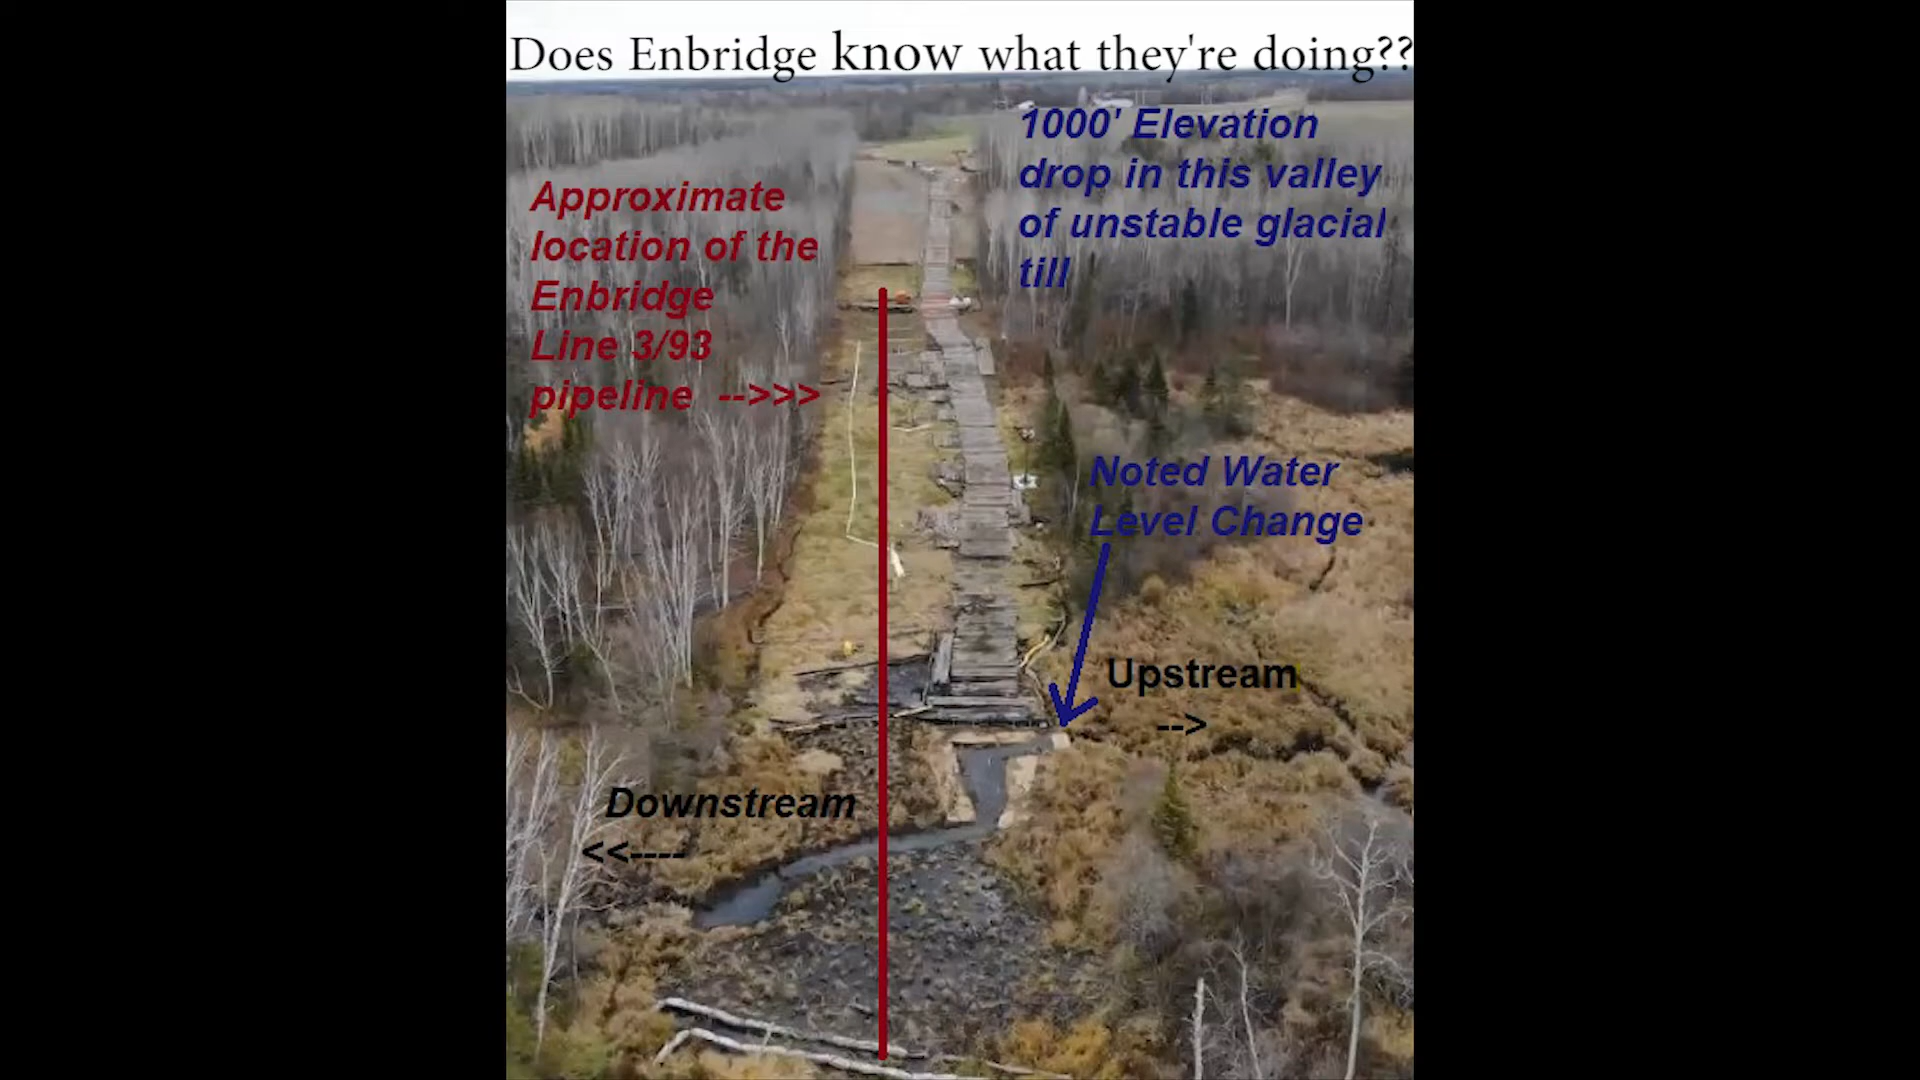 Does Enbridge know what they're doing??
1000' Elevation
drop in this valley
of unstable glacial
till
Approximate
location of the
Enbridge
Line 3/93
pipeline -->>>
Noted Water
Level Change
Upstream
-->
Downstream
<<----